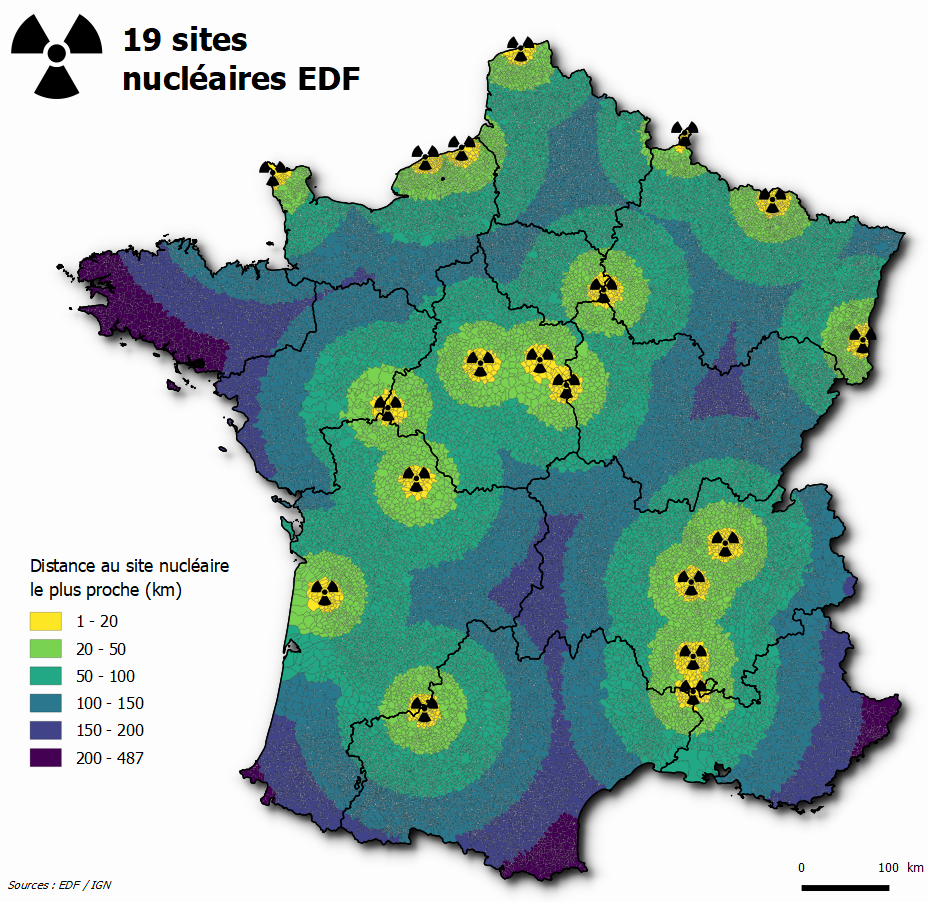 19 sites
nucléaires EDF
Distance au site nucléaire
le plus proche (km)
1 - 20
20 - 50
50 - 100
100 - 150
150 - 200
200 - 487
0 100 km
Sources : EDF / IGN